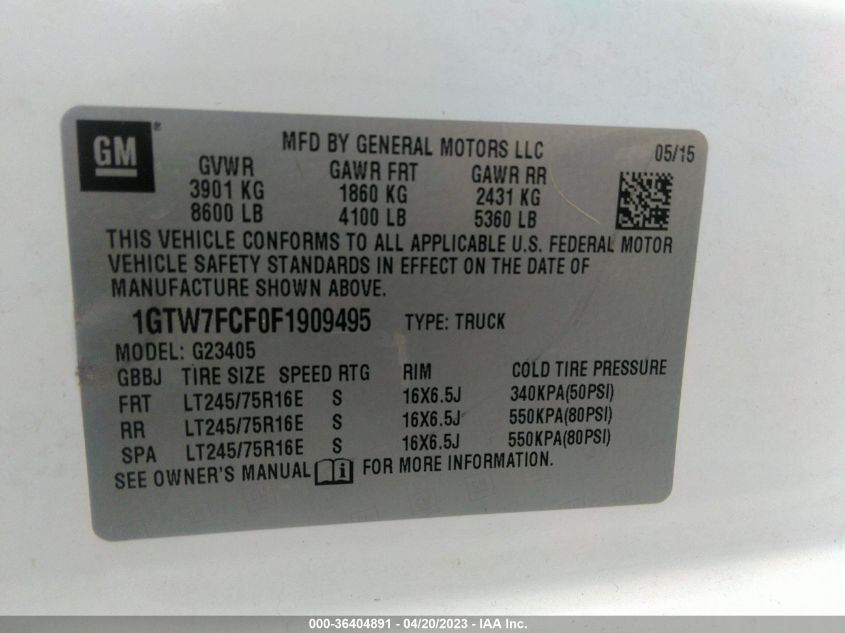 GM ®
MFD BY GENERAL MOTORS LLC 05/15
GVWR GAWR FRT GAWR RR
3901 KG 1860 KG 2431 KG
8600 LB 4100 LB 5360 LB
THIS VEHICLE CONFORMS TO ALL APPLICABLE U.S. FEDERAL MOTOR
VEHICLE SAFETY STANDARDS IN EFFECT ON THE DATE OF
MANUFACTURE SHOWN ABOVE.
1GTW7FCF0F1909495 TYPE: TRUCK
MODEL: G23405
GBBJ TIRE SIZE SPEED RTG RIM COLD TIRE PRESSURE
FRT LT245/75R16E S 16X6.5J 340KPA(50PSI)
RR LT245/75R16E S 16X6.5J 550KPA(80PSI)
SPA LT245/75R16E S 16X6.5J 550KPA(80PSI)
SEE OWNER'S MANUAL i FOR MORE INFORMATION.
000-36404891 - 04/20/2023 - IAA Inc.